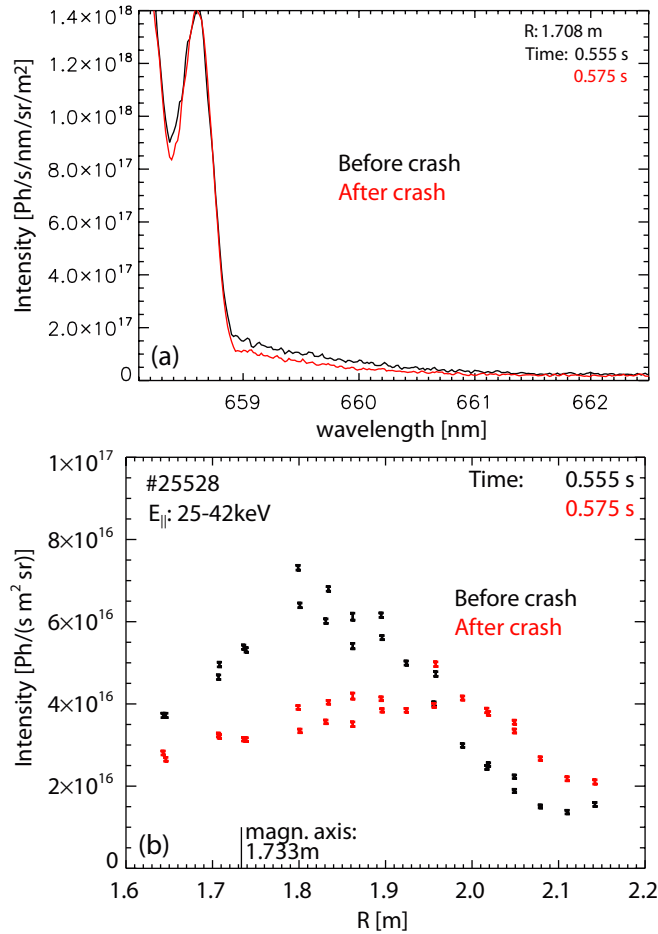 1.4×10¹⁸
1.2×10¹⁸
1.0×10¹⁸
8.0×10¹⁷
6.0×10¹⁷
4.0×10¹⁷
2.0×10¹⁷
0
Intensity [Ph/s/nm/sr/m2]
R: 1.708 m
Time: 0.555 s
0.575 s
Before crash
After crash
(a)
659 660 661 662
wavelength [nm]
1×10¹⁷
8×10¹⁶
6×10¹⁶
4×10¹⁶
2×10¹⁶
0
Intensity [Ph/(s m² sr)]
#25528
E||: 25-42keV
Time: 0.555 s
0.575 s
Before crash
After crash
(b)
magn. axis:
1.733m
1.6 1.7 1.8 1.9 2.0 2.1 2.2
R [m]